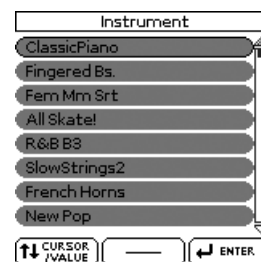 Instrument
ClassicPiano
Fingered Bs.
Fem Mm Srt
All Skate!
R&B B3
SlowStrings2
French Horns
New Pop
↑↓ CURSOR /VALUE — ↵ ENTER